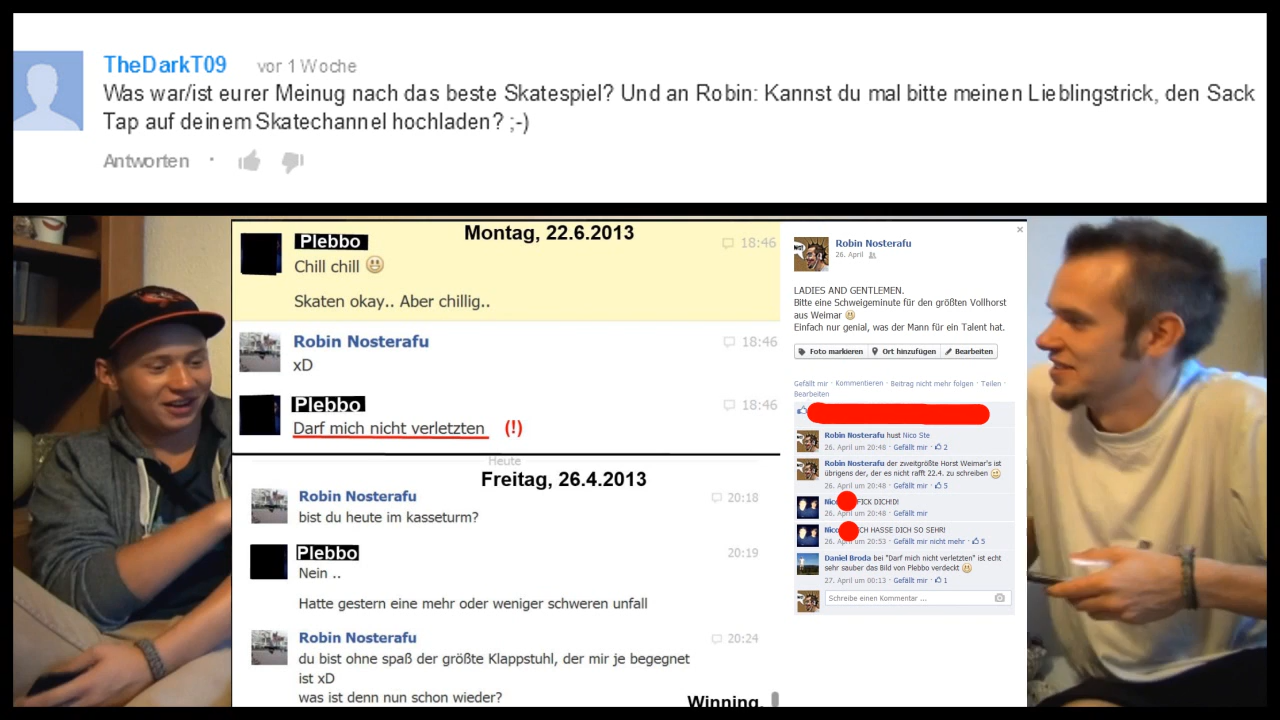 TheDarkT09 vor 1 Woche
Was war/ist eurer Meinug nach das beste Skatespiel? Und an Robin: Kannst du mal bitte meinen Lieblingstrick, den Sack
Tap auf deinem Skatechannel hochladen? ;-)
Antworten ·
Plebbo
Montag, 22.6.2013
18:46
Chill chill
Skaten okay.. Aber chillig..
Robin Nosterafu 18:46
xD
Plebbo 18:46
Darf mich nicht verletzten (!)
Heute
Freitag, 26.4.2013
Robin Nosterafu 20:18
bist du heute im kasseturm?
Plebbo 20:19
Nein ..
Hatte gestern eine mehr oder weniger schweren unfall
Robin Nosterafu 20:24
du bist ohne spaß der größte Klappstuhl, der mir je begegnet
ist xD
was ist denn nun schon wieder?
Winning.
Robin Nosterafu
26. April
LADIES AND GENTLEMEN.
Bitte eine Schweigeminute für den größten Vollhorst
aus Weimar
Einfach nur genial, was der Mann für ein Talent hat.
Foto markieren Ort hinzufügen Bearbeiten
Gefällt mir · Kommentieren · Beitrag nicht mehr folgen · Teilen ·
Bearbeiten
Robin Nosterafu hust Nico Ste
26. April um 20:48 · Gefällt mir · 2
Robin Nosterafu der zweitgrößte Horst Weimar's ist
übrigens der, der es nicht rafft 22.4. zu schreiben
26. April um 20:48 · Gefällt mir · 5
Nico FICK DICH!D!
26. April um 20:48 · Gefällt mir
Nico ICH HASSE DICH SO SEHR!
26. April um 20:53 · Gefällt mir nicht mehr · 5
Daniel Broda bei "Darf mich nicht verletzten" ist echt
sehr sauber das Bild von Plebbo verdeckt
27. April um 00:13 · Gefällt mir · 1
Schreibe einen Kommentar ...